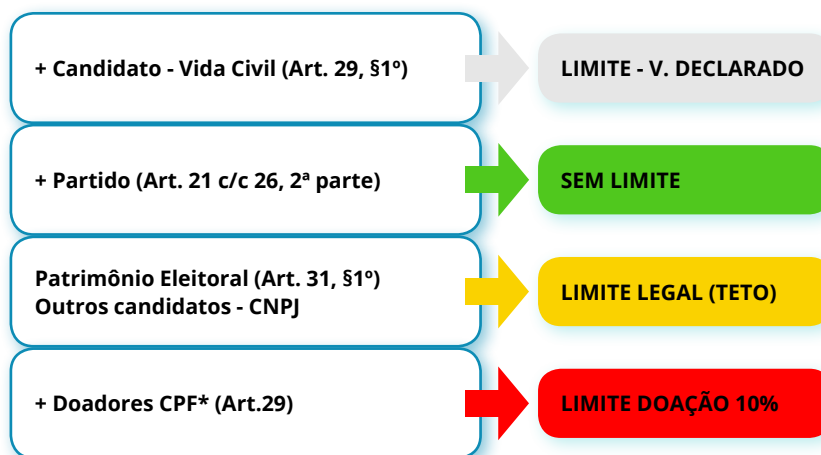 + Candidato - Vida Civil (Art. 29, §1º)
LIMITE - V. DECLARADO
+ Partido (Art. 21 c/c 26, 2ª parte)
SEM LIMITE
Patrimônio Eleitoral (Art. 31, §1º)
Outros candidatos - CNPJ
LIMITE LEGAL (TETO)
+ Doadores CPF* (Art.29)
LIMITE DOAÇÃO 10%